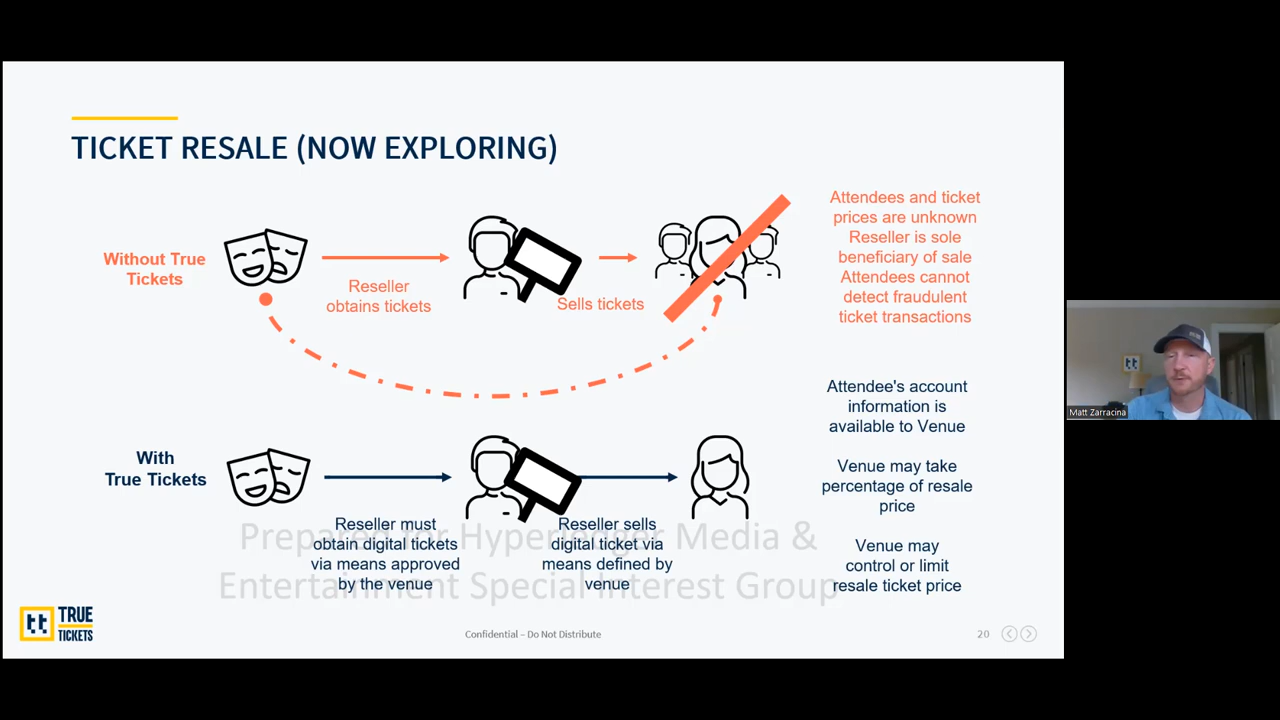 TICKET RESALE (NOW EXPLORING)
Without True
Tickets
Reseller
obtains tickets
Sells tickets
Attendees and ticket
prices are unknown
Reseller is sole
beneficiary of sale
Attendees cannot
detect fraudulent
ticket transactions
With
True Tickets
Reseller must
obtain digital tickets
via means approved
by the venue
Reseller sells
digital ticket via
means defined by
venue
Attendee's account
information is
available to Venue
Venue may take
percentage of resale
price
Venue may
control or limit
resale ticket price
Prepared for Hyperledger Media &
Entertainment Special Interest Group
tt TRUE
TICKETS
Confidential – Do Not Distribute
20
Matt Zarracina